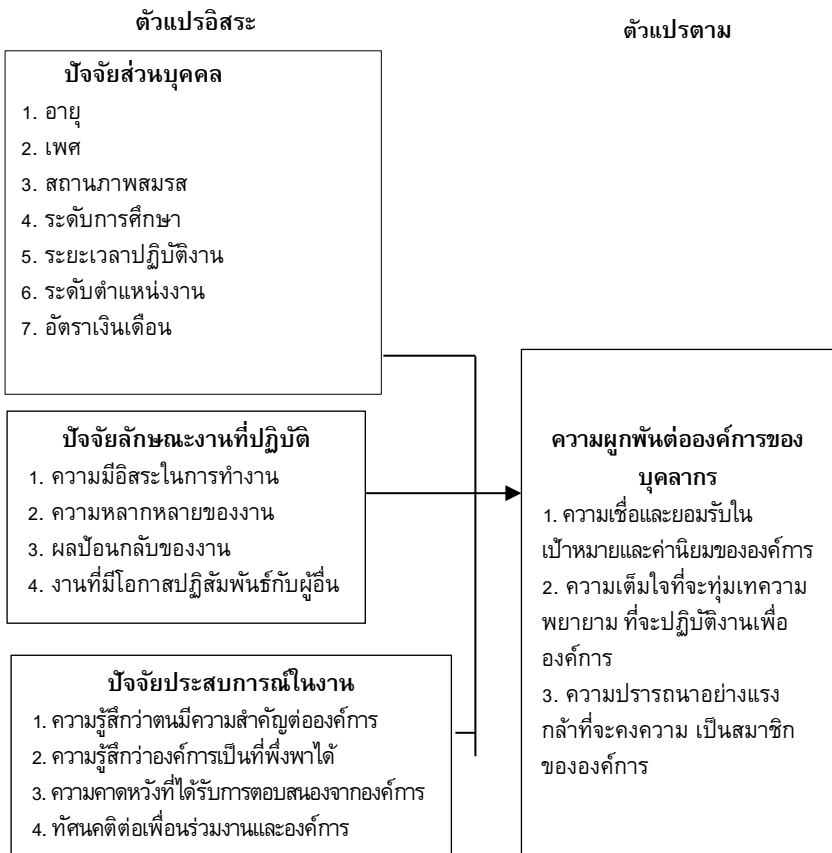 ตัวแปรอิสระ
ตัวแปรตาม
ปัจจัยส่วนบุคคล
1. อายุ
2. เพศ
3. สถานภาพสมรส
4. ระดับการศึกษา
5. ระยะเวลาปฏิบัติงาน
6. ระดับตำแหน่งงาน
7. อัตราเงินเดือน
ปัจจัยลักษณะงานที่ปฏิบัติ
1. ความมีอิสระในการทำงาน
2. ความหลากหลายของงาน
3. ผลป้อนกลับของงาน
4. งานที่มีโอกาสปฏิสัมพันธ์กับผู้อื่น
ปัจจัยประสบการณ์ในงาน
1. ความรู้สึกว่าตนมีความสำคัญต่อองค์การ
2. ความรู้สึกว่าองค์การเป็นที่พึ่งพาได้
3. ความคาดหวังที่ได้รับการตอบสนองจากองค์การ
4. ทัศนคติต่อเพื่อนร่วมงานและองค์การ
ความผูกพันต่อองค์การของ
บุคลากร
1. ความเชื่อและยอมรับใน
เป้าหมายและค่านิยมขององค์การ
2. ความเต็มใจที่จะทุ่มเทความ
พยายาม ที่จะปฏิบัติงานเพื่อ
องค์การ
3. ความปรารถนาอย่างแรง
กล้าที่จะคงความ เป็นสมาชิก
ขององค์การ